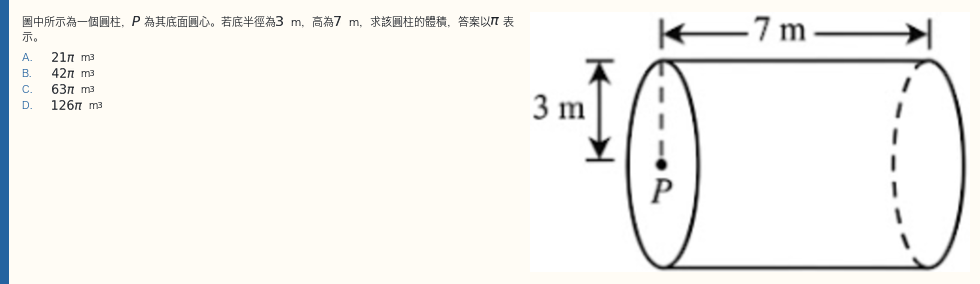 圖中所示為一個圓柱，P 為其底面圓心。若底半徑為3 m，高為7 m，求該圓柱的體積，答案以π 表
示。
A. 21π m³
B. 42π m³
C. 63π m³
D. 126π m³
7 m
3 m
P